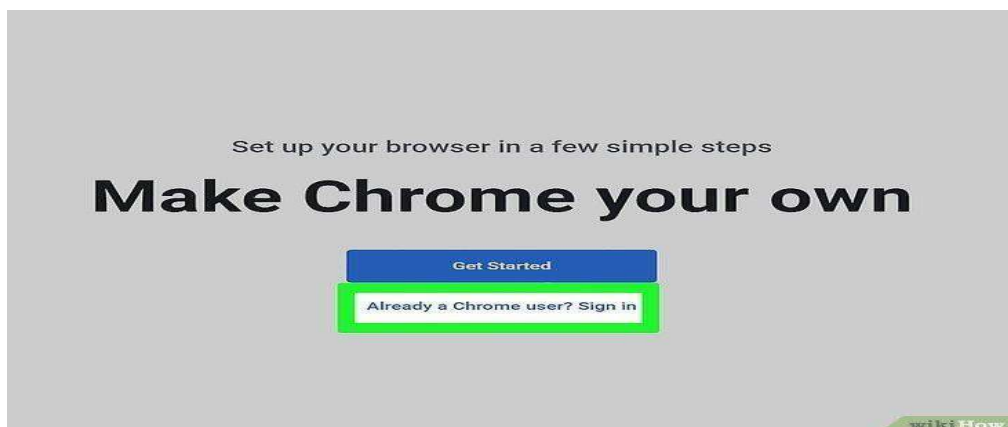 Set up your browser in a few simple steps
Make Chrome your own
Get Started
Already a Chrome user? Sign in
wikiHow